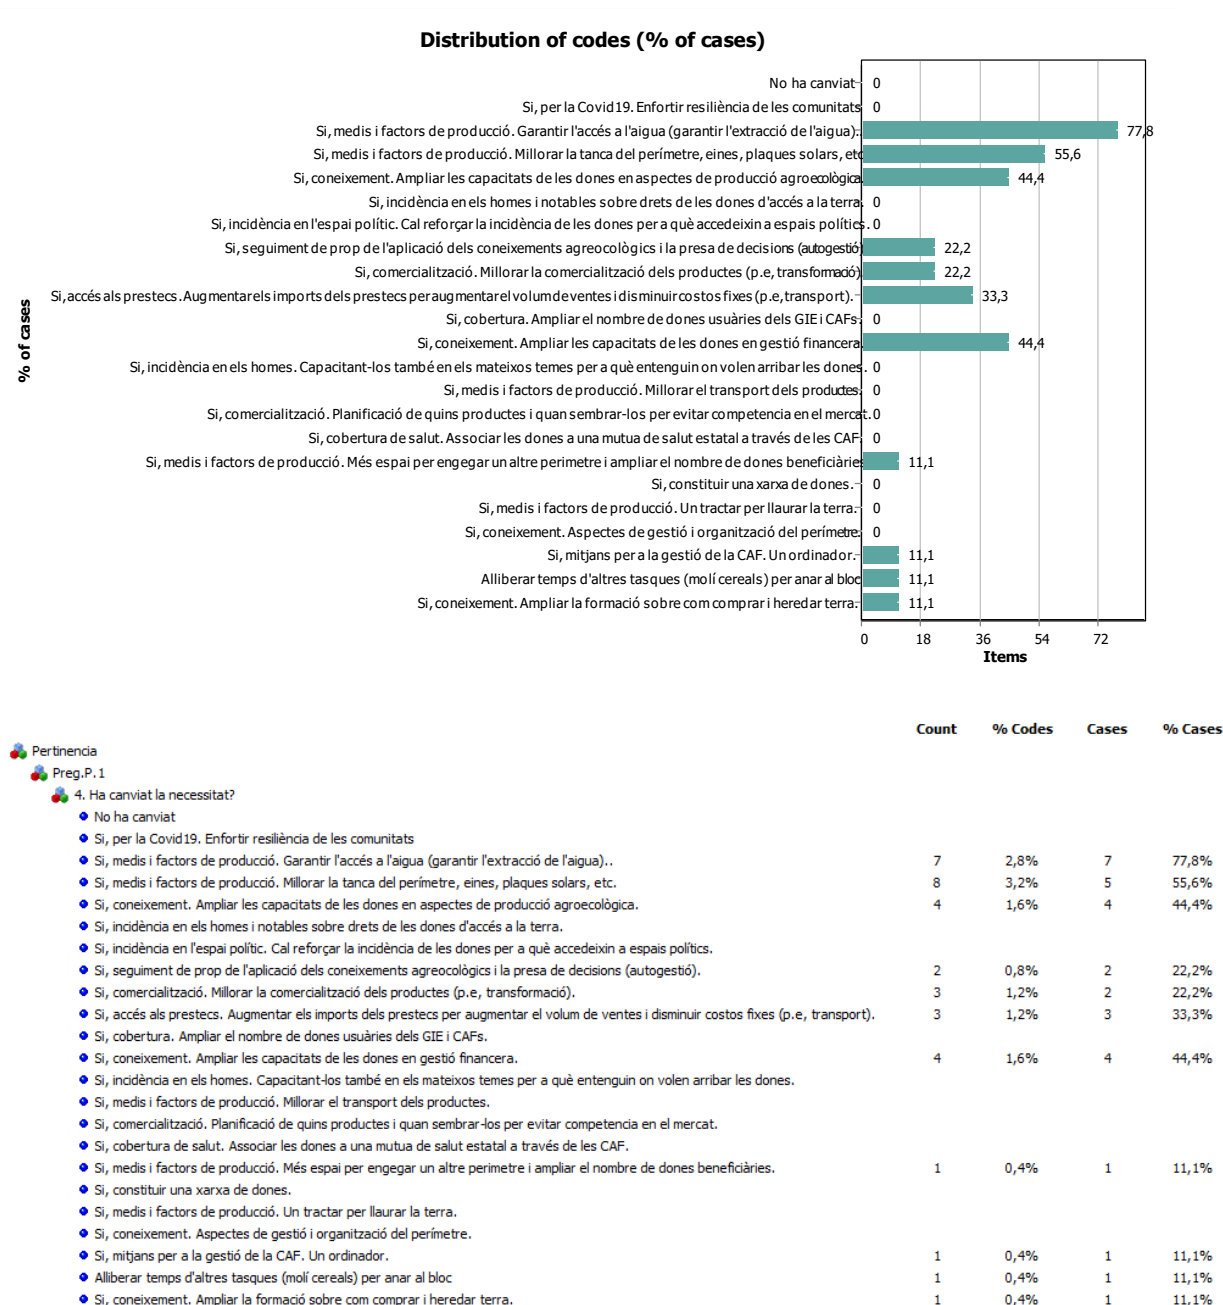 Distribution of codes (% of cases)
% of cases
No ha canviat 0
Si, per la Covid19. Enfortir resiliència de les comunitats 0
Si, medis i factors de producció. Garantir l'accés a l'aigua (garantir l'extracció de l'aigua).. 77,8
Si, medis i factors de producció. Millorar la tanca del perímetre, eines, plaques solars, etc 55,6
Si, coneixement. Ampliar les capacitats de les dones en aspectes de producció agroecològica. 44,4
Si, incidència en els homes i notables sobre drets de les dones d'accés a la terra. 0
Si, incidència en l'espai polític. Cal reforçar la incidència de les dones per a què accedeixin a espais polítics. 0
Si, seguiment de prop de l'aplicació dels coneixements agreocològics i la presa de decisions (autogestió) 22,2
Si, comercialització. Millorar la comercialització dels productes (p.e, transformació). 22,2
Si, accés als prestecs. Augmentar els imports dels prestecs per augmentar el volum de ventes i disminuir costos fixes (p.e, transport). 33,3
Si, cobertura. Ampliar el nombre de dones usuàries dels GIE i CAFs. 0
Si, coneixement. Ampliar les capacitats de les dones en gestió financera. 44,4
Si, incidència en els homes. Capacitant-los també en els mateixos temes per a què entenguin on volen arribar les dones. 0
Si, medis i factors de producció. Millorar el transport dels productes. 0
Si, comercialització. Planificació de quins productes i quan sembrar-los per evitar competencia en el mercat. 0
Si, cobertura de salut. Associar les dones a una mutua de salut estatal a través de les CAF. 0
Si, medis i factors de producció. Més espai per engegar un altre perimetre i ampliar el nombre de dones beneficiàries 11,1
Si, constituir una xarxa de dones. 0
Si, medis i factors de producció. Un tractar per llaurar la terra. 0
Si, coneixement. Aspectes de gestió i organització del perímetre. 0
Si, mitjans per a la gestió de la CAF. Un ordinador. 11,1
Alliberar temps d'altres tasques (molí cereals) per anar al bloc 11,1
Si, coneixement. Ampliar la formació sobre com comprar i heredar terra. 11,1
0 18 36 54 72
Items
Count % Codes Cases % Cases
Pertinencia
Preg.P.1
4. Ha canviat la necessitat?
No ha canviat
Si, per la Covid19. Enfortir resiliència de les comunitats
Si, medis i factors de producció. Garantir l'accés a l'aigua (garantir l'extracció de l'aigua).. 7 2,8% 7 77,8%
Si, medis i factors de producció. Millorar la tanca del perímetre, eines, plaques solars, etc. 8 3,2% 5 55,6%
Si, coneixement. Ampliar les capacitats de les dones en aspectes de producció agroecològica. 4 1,6% 4 44,4%
Si, incidència en els homes i notables sobre drets de les dones d'accés a la terra.
Si, incidència en l'espai polític. Cal reforçar la incidència de les dones per a què accedeixin a espais polítics.
Si, seguiment de prop de l'aplicació dels coneixements agreocològics i la presa de decisions (autogestió). 2 0,8% 2 22,2%
Si, comercialització. Millorar la comercialització dels productes (p.e, transformació). 3 1,2% 2 22,2%
Si, accés als prestecs. Augmentar els imports dels prestecs per augmentar el volum de ventes i disminuir costos fixes (p.e, transport). 3 1,2% 3 33,3%
Si, cobertura. Ampliar el nombre de dones usuàries dels GIE i CAFs.
Si, coneixement. Ampliar les capacitats de les dones en gestió financera. 4 1,6% 4 44,4%
Si, incidència en els homes. Capacitant-los també en els mateixos temes per a què entenguin on volen arribar les dones.
Si, medis i factors de producció. Millorar el transport dels productes.
Si, comercialització. Planificació de quins productes i quan sembrar-los per evitar competencia en el mercat.
Si, cobertura de salut. Associar les dones a una mutua de salut estatal a través de les CAF.
Si, medis i factors de producció. Més espai per engegar un altre perimetre i ampliar el nombre de dones beneficiàries. 1 0,4% 1 11,1%
Si, constituir una xarxa de dones.
Si, medis i factors de producció. Un tractar per llaurar la terra.
Si, coneixement. Aspectes de gestió i organització del perímetre.
Si, mitjans per a la gestió de la CAF. Un ordinador. 1 0,4% 1 11,1%
Alliberar temps d'altres tasques (molí cereals) per anar al bloc 1 0,4% 1 11,1%
Si, coneixement. Ampliar la formació sobre com comprar i heredar terra. 1 0,4% 1 11,1%